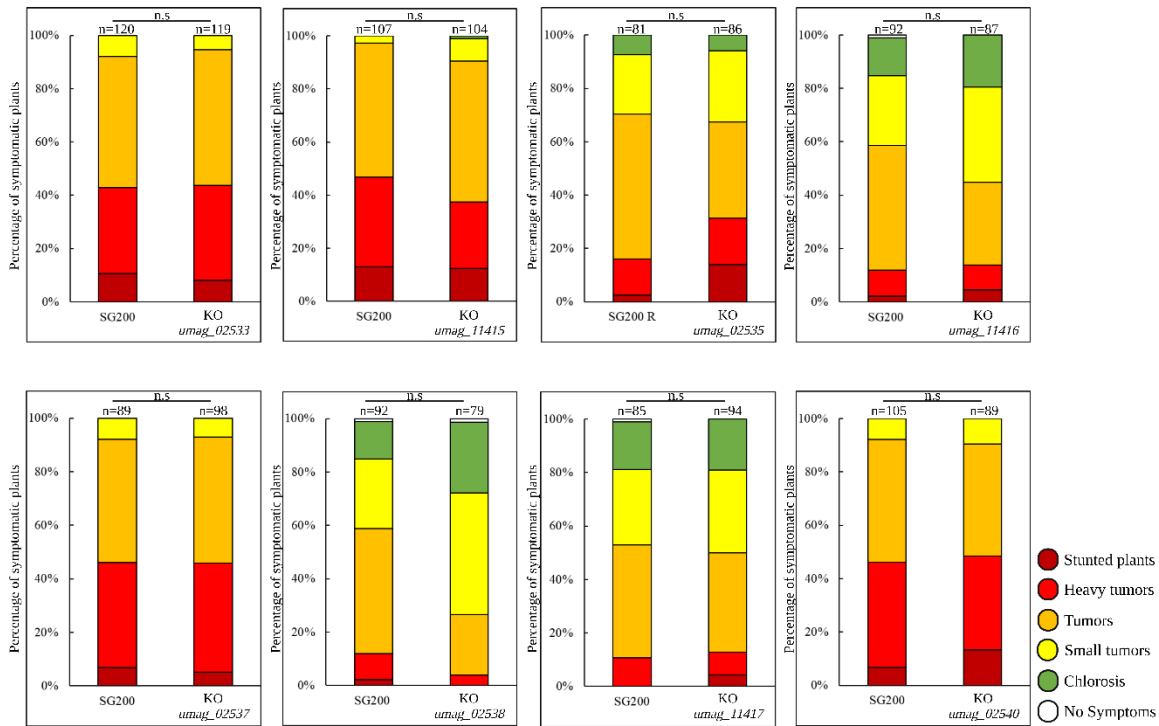 n.s
n=120 n=119
Percentage of symptomatic plants
100%
80%
60%
40%
20%
0%
SG200 KO
umag_02533
n.s
n=107 n=104
Percentage of symptomatic plants
100%
80%
60%
40%
20%
0%
SG200 KO
umag_11415
n.s
n=81 n=86
Percentage of symptomatic plants
100%
80%
60%
40%
20%
0%
SG200 R KO
umag_02535
n.s
n=92 n=87
Percentage of symptomatic plants
100%
80%
60%
40%
20%
0%
SG200 KO
umag_11416
n.s
n=89 n=98
Percentage of symptomatic plants
100%
80%
60%
40%
20%
0%
SG200 KO
umag_02537
n.s
n=92 n=79
Percentage of symptomatic plants
100%
80%
60%
40%
20%
0%
SG200 KO
umag_02538
n.s
n=85 n=94
Percentage of symptomatic plants
100%
80%
60%
40%
20%
0%
SG200 KO
umag_11417
n.s
n=105 n=89
Percentage of symptomatic plants
100%
80%
60%
40%
20%
0%
SG200 KO
umag_02540
Stunted plants
Heavy tumors
Tumors
Small tumors
Chlorosis
No Symptoms